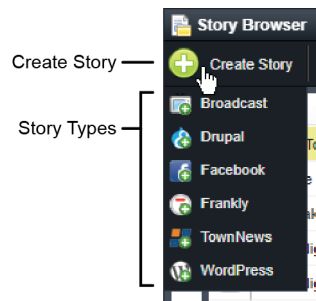 Story Browser
Create Story
Create Story
Story Types
Broadcast
Drupal
Facebook
Frankly
TownNews
WordPress